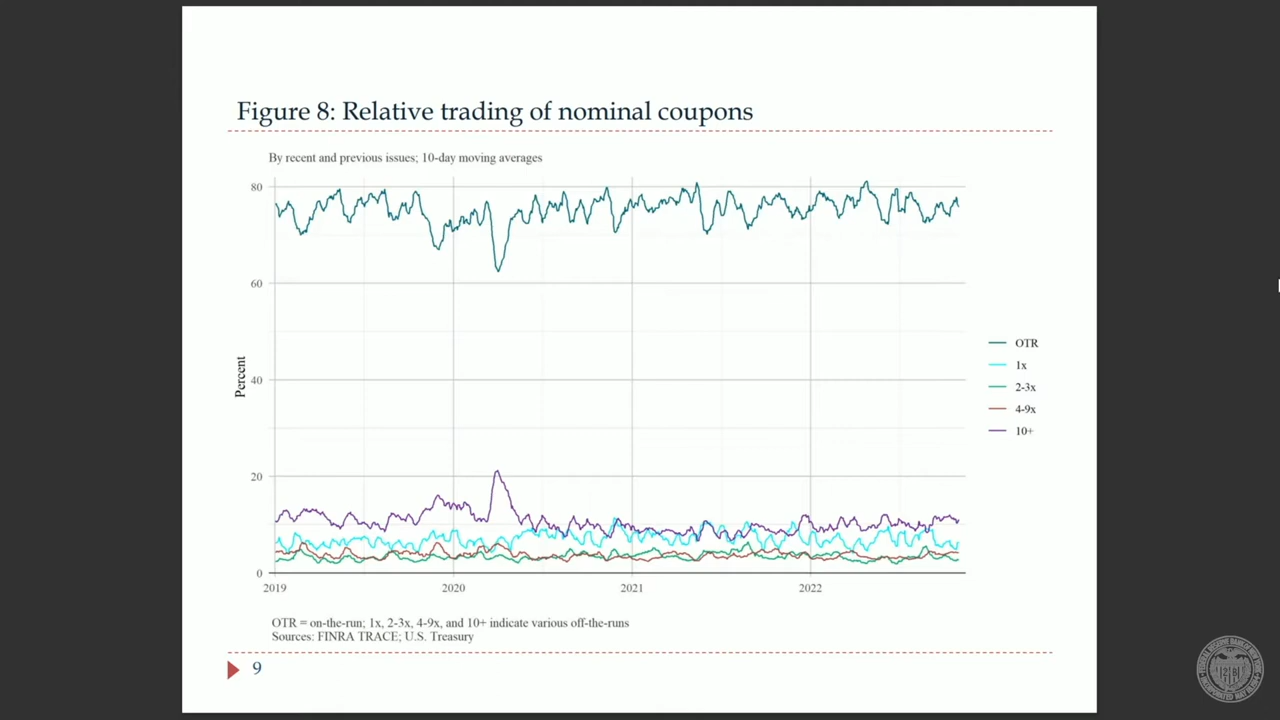 Figure 8: Relative trading of nominal coupons
By recent and previous issues; 10-day moving averages
80
60
40
20
0
Percent
2019 2020 2021 2022
OTR
1x
2-3x
4-9x
10+
OTR = on-the-run; 1x, 2-3x, 4-9x, and 10+ indicate various off-the-runs
Sources: FINRA TRACE; U.S. Treasury
9